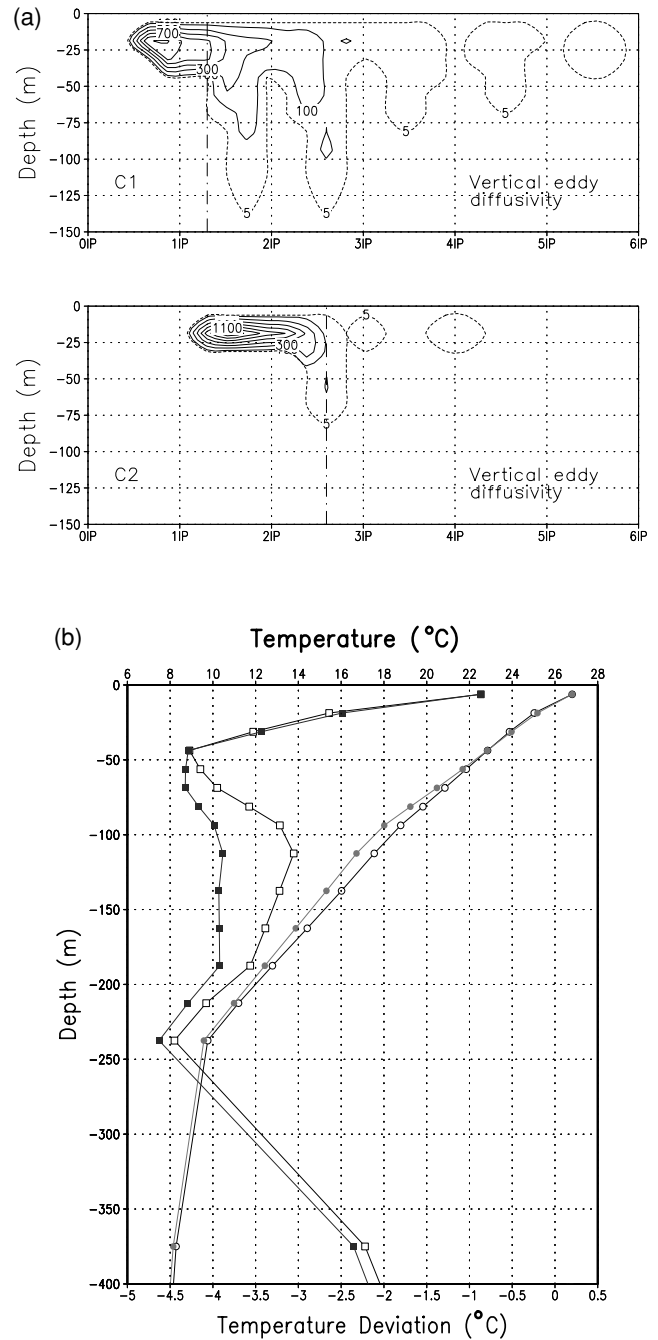 (a)
0
-25
-50
-75
-100
-125
-150
Depth (m)
700
300
100
5
5
5
5
5
C1
Vertical eddy
diffusivity
0IP 1IP 2IP 3IP 4IP 5IP 6IP
0
-25
-50
-75
-100
-125
-150
Depth (m)
1100
300
5
5
5
C2
Vertical eddy
diffusivity
0IP 1IP 2IP 3IP 4IP 5IP 6IP
(b)
Temperature (°C)
6 8 10 12 14 16 18 20 22 24 26 28
0
-50
-100
-150
-200
-250
-300
-350
-400
Depth (m)
-5 -4.5 -4 -3.5 -3 -2.5 -2 -1.5 -1 -0.5 0 0.5
Temperature Deviation (°C)